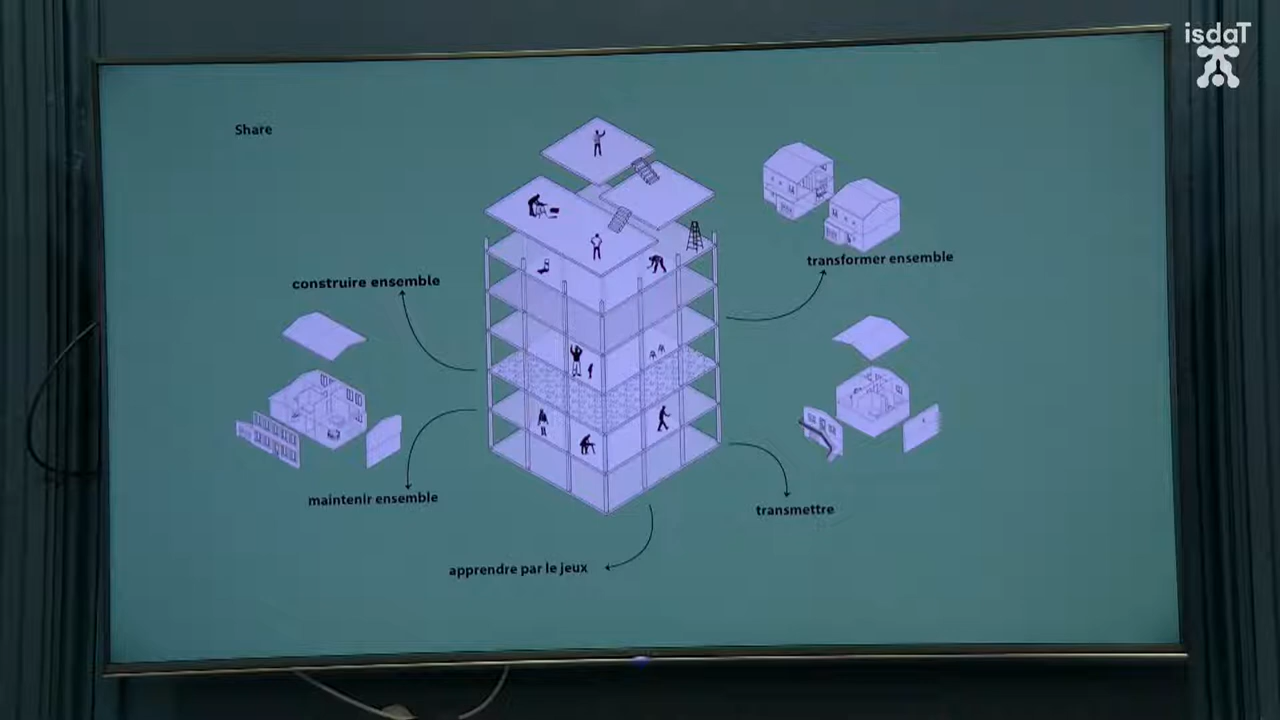 isdaT
Share
transformer ensemble
construire ensemble
maintenir ensemble
transmettre
apprendre par le jeux